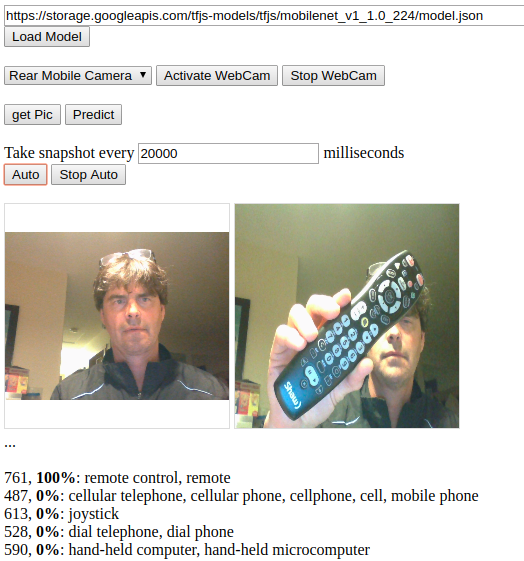 https://storage.googleapis.com/tfjs-models/tfjs/mobilenet_v1_1.0_224/model.json
Load Model
Rear Mobile Camera Activate WebCam Stop WebCam
get Pic Predict
Take snapshot every 20000 milliseconds
Auto Stop Auto
Shaw)
...
761, 100%: remote control, remote
487, 0%: cellular telephone, cellular phone, cellphone, cell, mobile phone
613, 0%: joystick
528, 0%: dial telephone, dial phone
590, 0%: hand-held computer, hand-held microcomputer